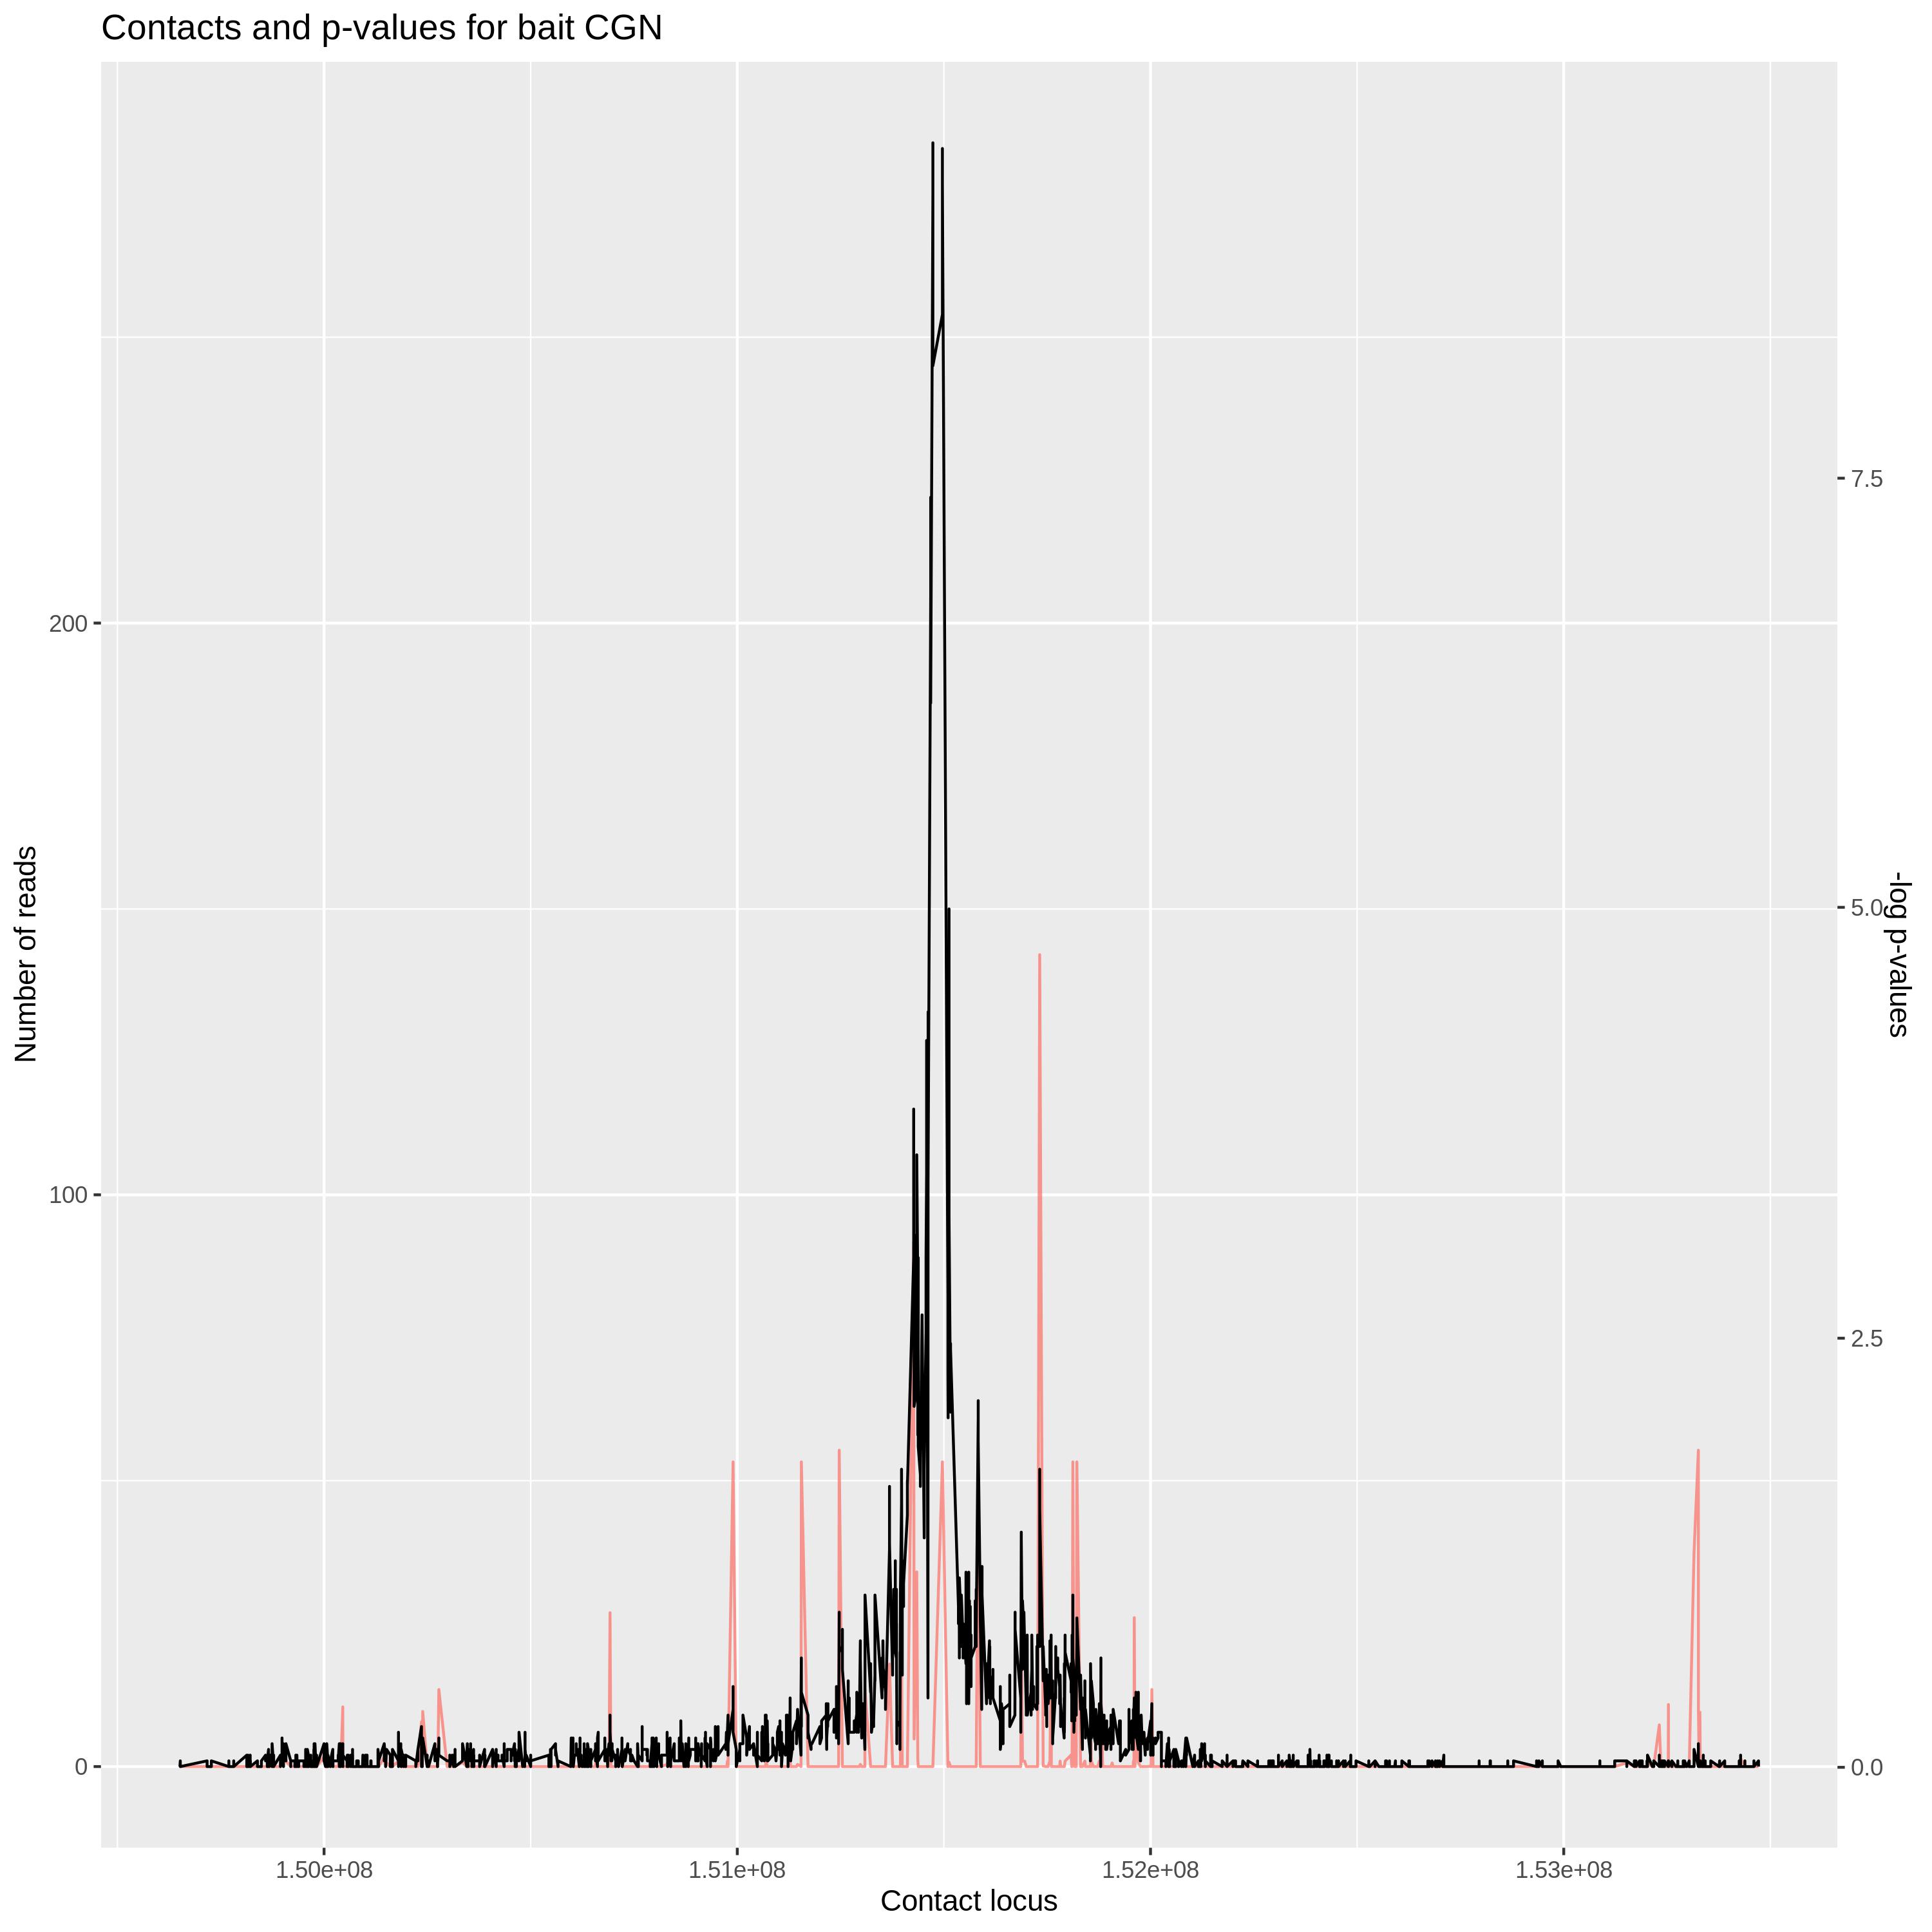 Contacts and p-values for bait CGN
Number of reads
200
100
0
7.5
5.0
2.5
0.0
-log p-values
1.50e+08
1.51e+08
1.52e+08
1.53e+08
Contact locus